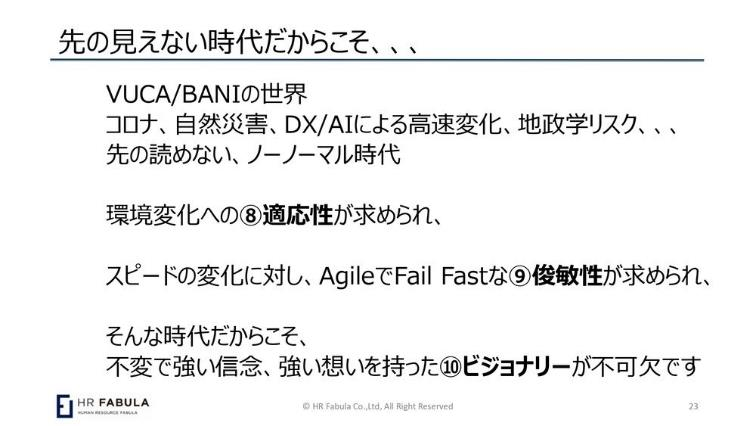 先の見えない時代だからこそ、、、
VUCA/BANIの世界
コロナ、自然災害、DX/AIによる高速変化、地政学リスク、、、
先の読めない、ノーノーマル時代
環境変化への⑧適応性が求められ、
スピードの変化に対し、AgileでFail Fastな⑨俊敏性が求められ、
そんな時代だからこそ、
不変で強い信念、強い想いを持った⑩ビジョナリーが不可欠です
HR FABULA
HUMAN RESOURCE FABULA
© HR Fabula Co.,Ltd, All Right Reserved
23